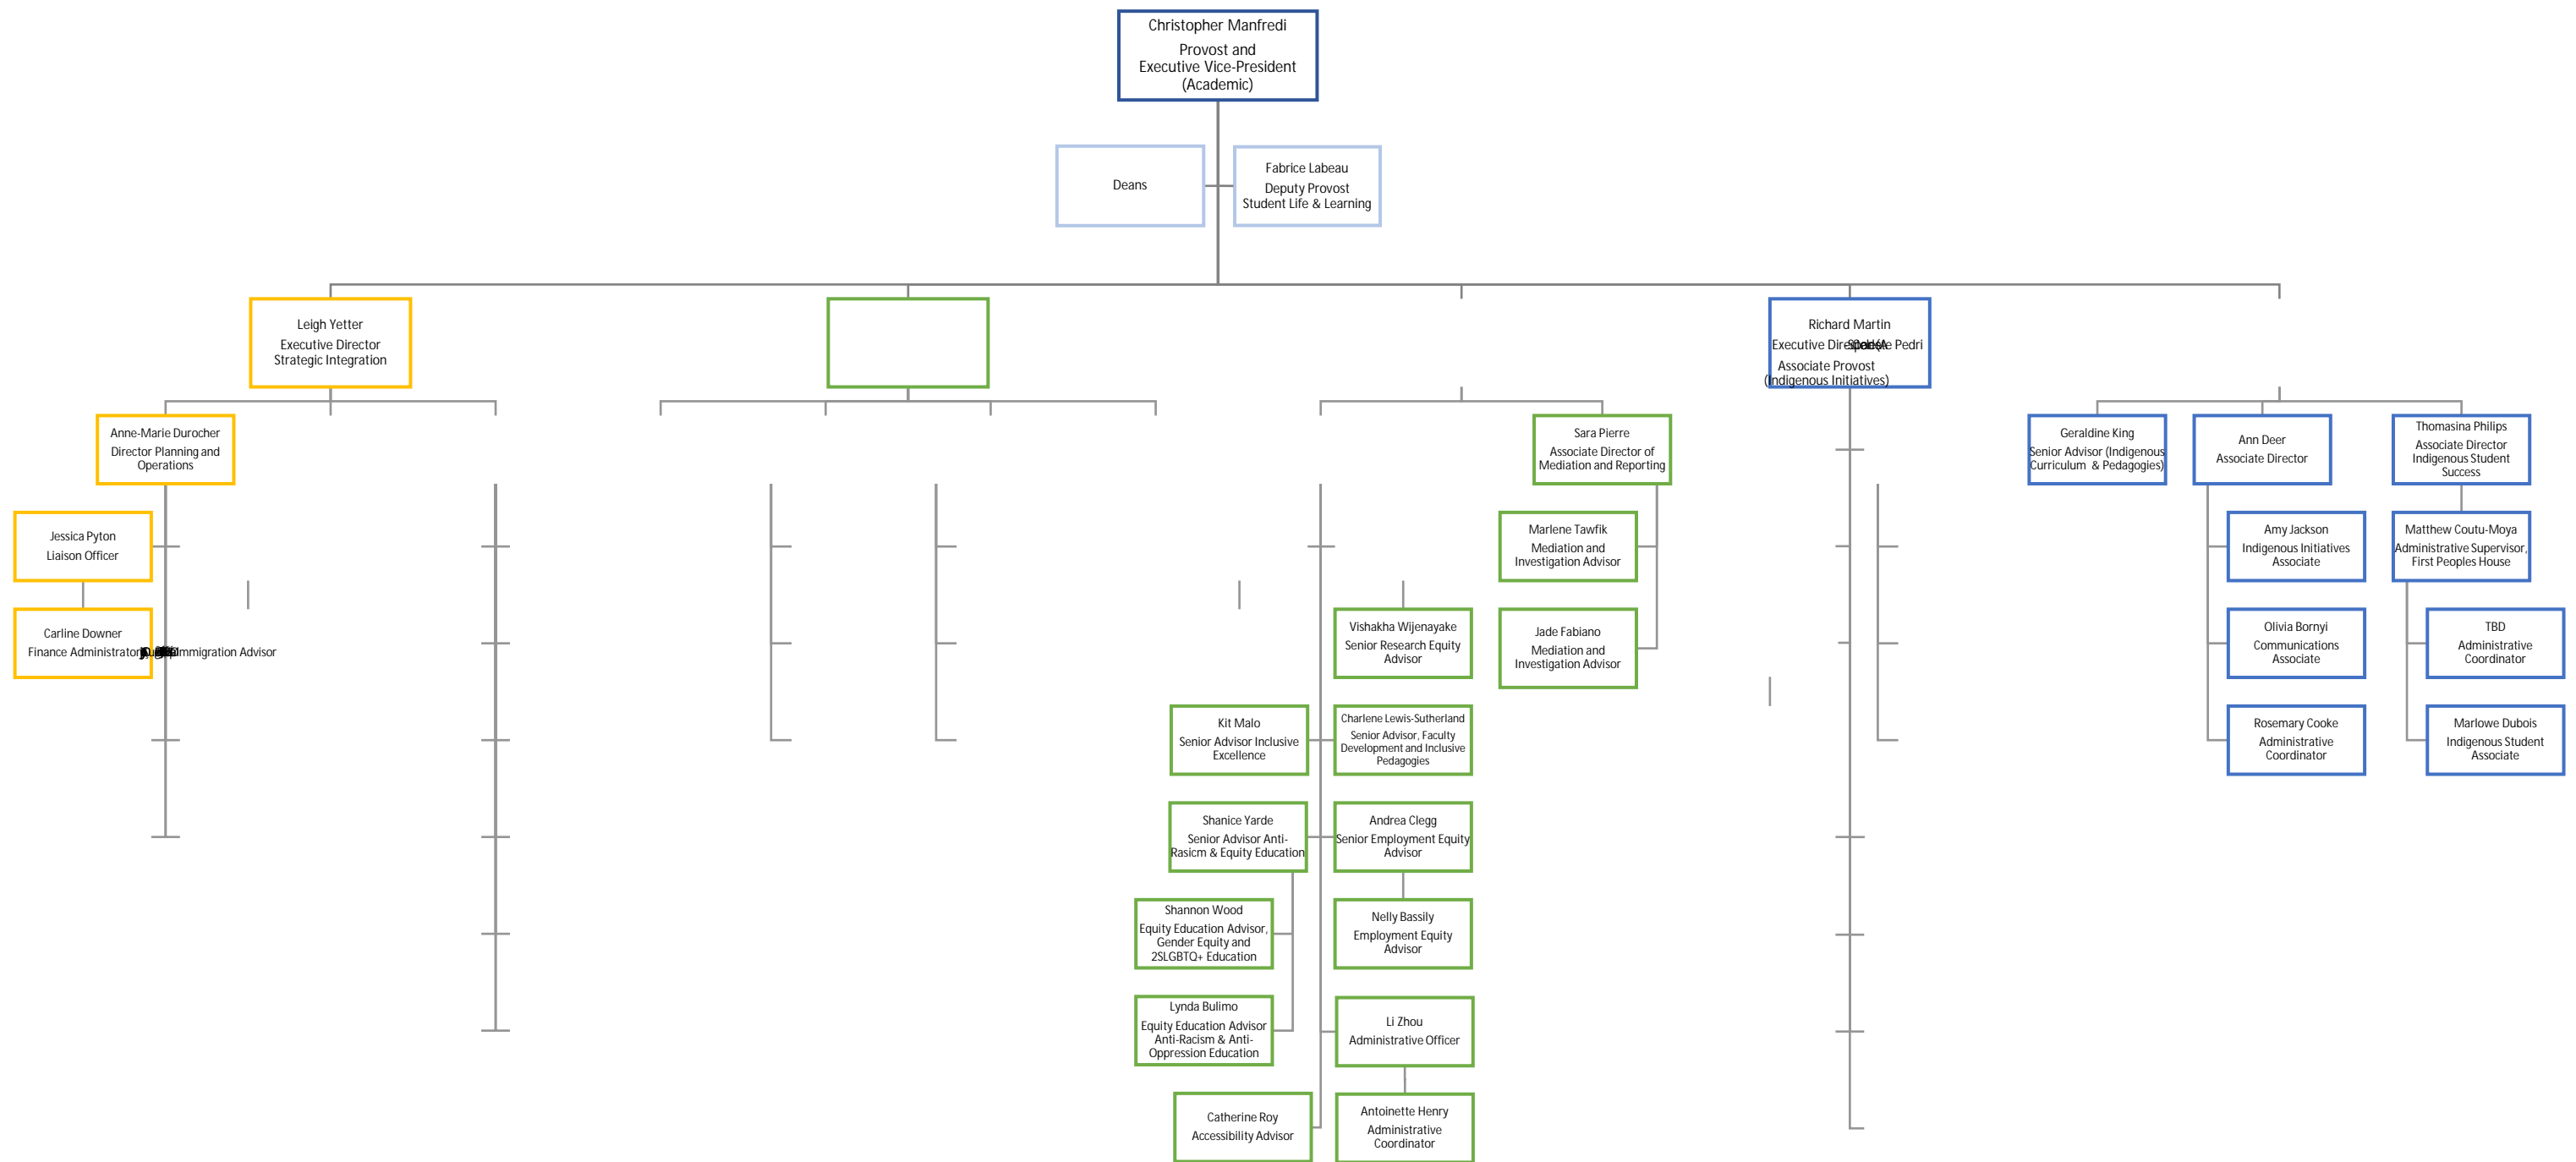 Christopher Manfredi
Provost and
Executive Vice-President
(Academic)
Deans
Fabrice Labeau
Deputy Provost
Student Life & Learning
Leigh Yetter
Executive Director
Strategic Integration
Richard Martin
Executive Pedri
Associate Provost
(Indigenous Initiatives)
Anne-Marie Durocher
Director Planning and
Operations
Sara Pierre
Associate Director of
Mediation and Reporting
Geraldine King
Senior Advisor (Indigenous
Curriculum & Pedagogies)
Ann Deer
Associate Director
Thomasina Philips
Associate Director
Indigenous Student
Success
Jessica Pyton
Liaison Officer
Marlene Tawfik
Mediation and
Investigation Advisor
Amy Jackson
Indigenous Initiatives
Associate
Matthew Coutu-Moya
Administrative Supervisor,
First Peoples House
Carline Downer
Finance Administrator Immigration Advisor
Vishakha Wijenayake
Senior Research Equity
Advisor
Jade Fabiano
Mediation and
Investigation Advisor
Olivia Bornyi
Communications
Associate
TBD
Administrative
Coordinator
Kit Malo
Senior Advisor Inclusive
Excellence
Charlene Lewis-Sutherland
Senior Advisor, Faculty
Development and Inclusive
Pedagogies
Rosemary Cooke
Administrative
Coordinator
Marlowe Dubois
Indigenous Student
Associate
Shanice Yarde
Senior Advisor Anti-
Rasicm & Equity Education
Andrea Clegg
Senior Employment Equity
Advisor
Shannon Wood
Equity Education Advisor,
Gender Equity and
2SLGBTQ+ Education
Nelly Bassily
Employment Equity
Advisor
Lynda Bulimo
Equity Education Advisor
Anti-Racism & Anti-
Oppression Education
Li Zhou
Administrative Officer
Catherine Roy
Accessibility Advisor
Antoinette Henry
Administrative
Coordinator